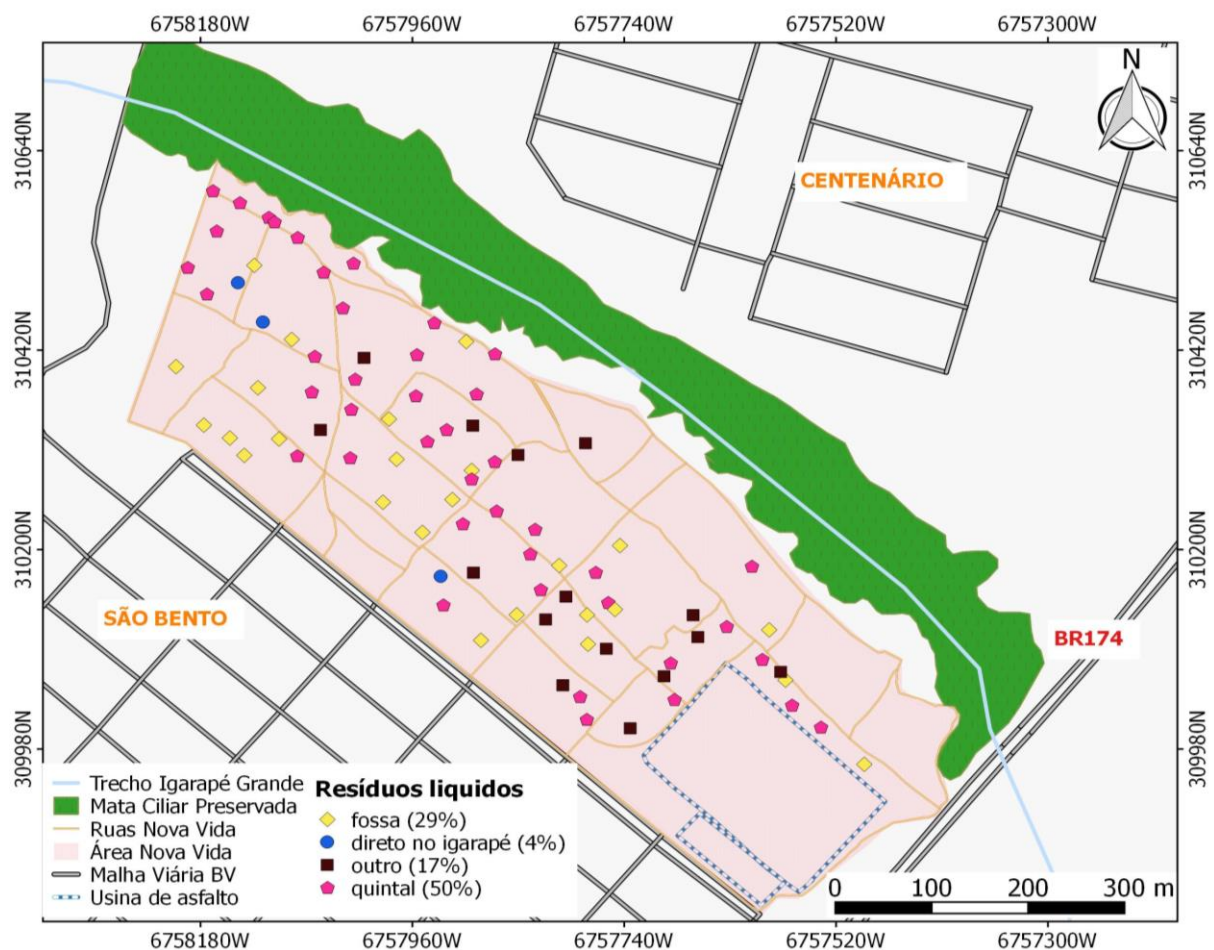 6758180W 6757960W 6757740W 6757520W 6757300W
N
310640N 310640N
CENTENÁRIO
310420N 310420N
310200N 310200N
SÃO BENTO
BR174
309980N 309980N
Trecho Igarapé Grande
Mata Ciliar Preservada
Ruas Nova Vida
Área Nova Vida
Malha Viária BV
Usina de asfalto
Resíduos liquidos
fossa (29%)
direto no igarapé (4%)
outro (17%)
quintal (50%)
0 100 200 300 m
6758180W 6757960W 6757740W 6757520W 6757300W